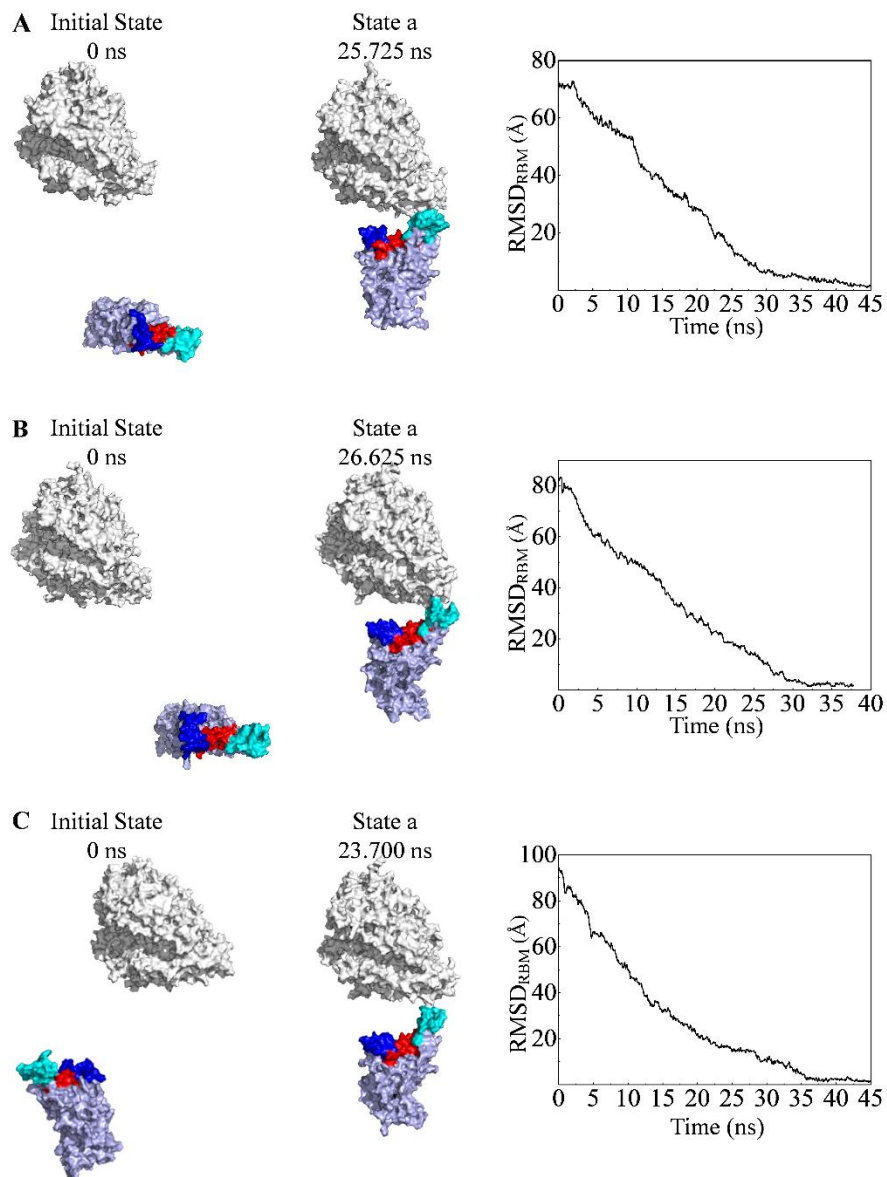 A
Initial State
0 ns
State a
25.725 ns
80
60
40
20
RMSD_RBM (Å)
0 5 10 15 20 25 30 35 40 45
Time (ns)
B
Initial State
0 ns
State a
26.625 ns
80
60
40
20
RMSD_RBM (Å)
0 5 10 15 20 25 30 35 40
Time (ns)
C
Initial State
0 ns
State a
23.700 ns
100
80
60
40
20
RMSD_RBM (Å)
0 5 10 15 20 25 30 35 40 45
Time (ns)